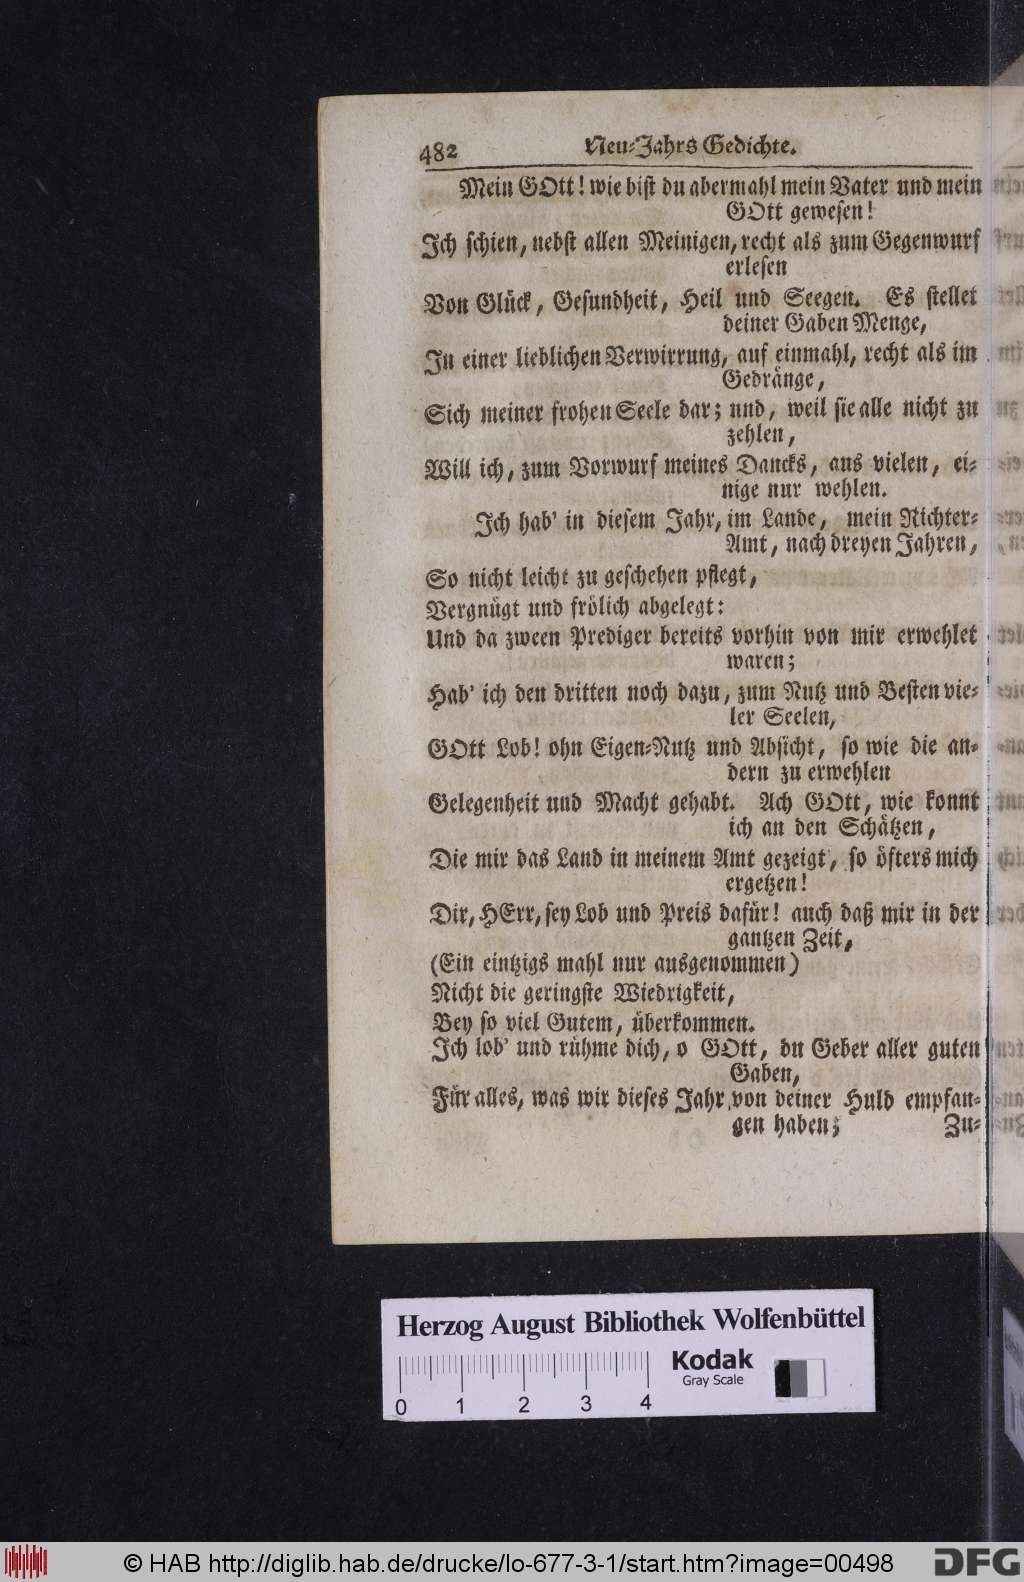 482 Neu-Jahrs Gedichte.
Mein GOtt! wie bist du abermahl mein Vater und mein
GOtt gewesen!
Ich schien, nebst allen Meinigen, recht als zum Gegenwurf
erlesen
Von Glück, Gesundheit, Heil und Seegen. Es stellet
deiner Gaben Menge,
In einer lieblichen Verwirrung, auf einmahl, recht als im
Gedränge,
Sich meiner frohen Seele dar; und, weil sie alle nicht zu
zehlen,
Will ich, zum Vorwurf meines Dancks, aus vielen, ei-
nige nur wehlen.
Ich hab' in diesem Jahr, im Lande, mein Richter-
Amt, nach dreyen Jahren,
So nicht leicht zu geschehen pflegt,
Vergnügt und frölich abgelegt:
Und da zween Prediger bereits vorhin von mir erwehlet
waren;
Hab' ich den dritten noch dazu, zum Nutz und Besten vie-
ler Seelen,
GOtt Lob! ohn Eigen-Nutz und Absicht, so wie die an-
dern zu erwehlen
Gelegenheit und Macht gehabt. Ach GOtt, wie konnt
ich an den Schätzen,
Die mir das Land in meinem Amt gezeigt, so öfters mich
ergetzen!
Dir, HErr, sey Lob und Preis dafür! auch daß mir in der
gantzen Zeit,
(Ein eintzigs mahl nur ausgenommen)
Nicht die geringste Wiedrigkeit,
Bey so viel Gutem, überkommen.
Ich lob' und rühme dich, o GOtt, du Geber aller guten
Gaben,
Für alles, was wir dieses Jahr von deiner Huld empfan-
gen haben; Zu-
Herzog August Bibliothek Wolfenbüttel
Kodak
Gray Scale
0 1 2 3 4
© HAB http://diglib.hab.de/drucke/lo-677-3-1/start.htm?image=00498
DFG